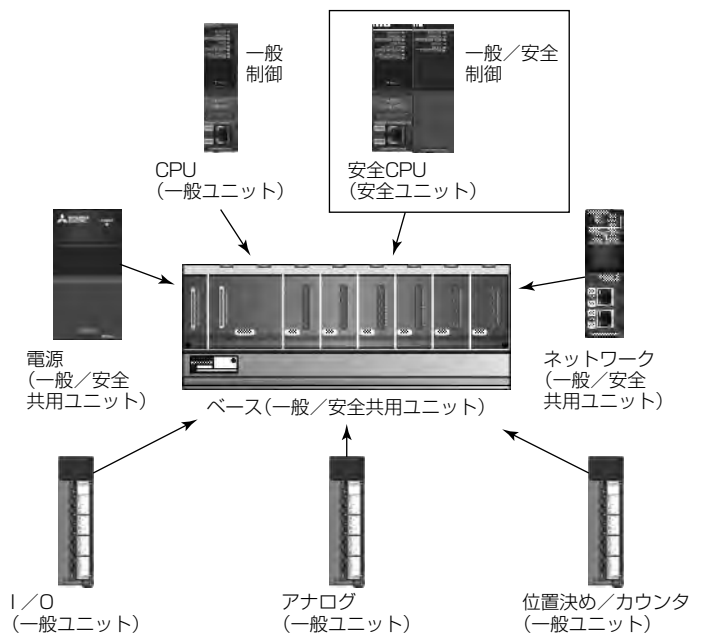 一般
制御
一般／安全
制御
CPU
（一般ユニット）
安全CPU
（安全ユニット）
電源
（一般／安全
共用ユニット）
ネットワーク
（一般／安全
共用ユニット）
ベース（一般／安全共用ユニット）
I／O
（一般ユニット）
アナログ
（一般ユニット）
位置決め／カウンタ
（一般ユニット）